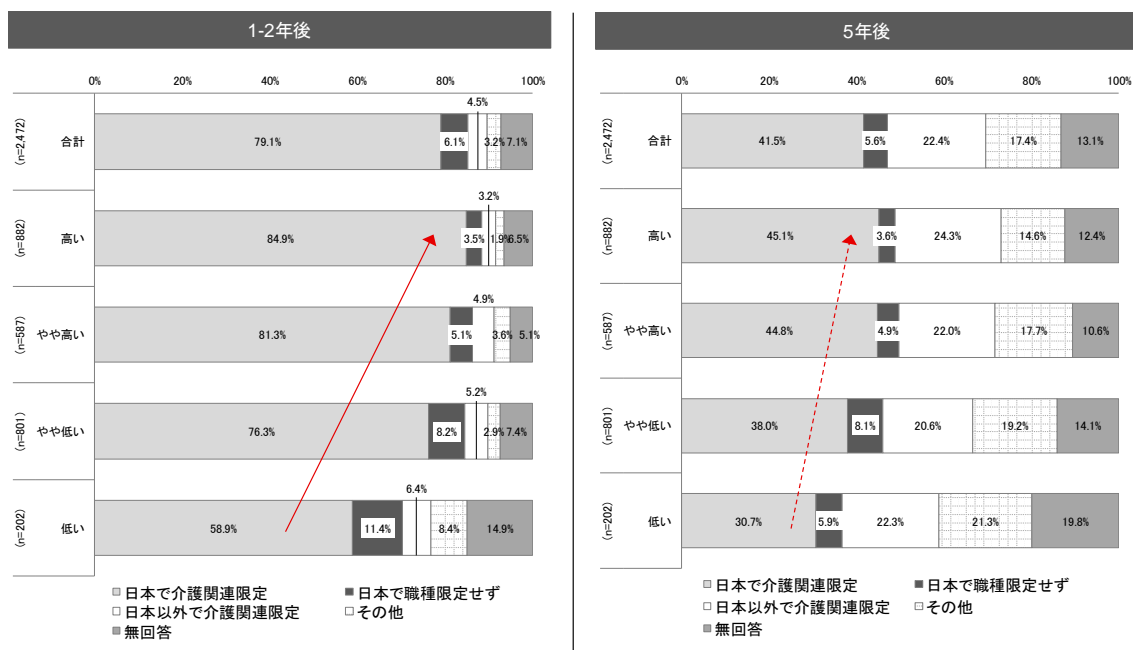 1-2年後
0% 20% 40% 60% 80% 100%
4.5%
(n=2,472) 合計 79.1% 6.1% 3.2% 7.1%
3.2%
(n=882) 高い 84.9% 3.5% 1.9% 6.5%
4.9%
(n=587) やや高い 81.3% 5.1% 3.6% 5.1%
5.2%
(n=801) やや低い 76.3% 8.2% 2.9% 7.4%
6.4%
(n=202) 低い 58.9% 11.4% 8.4% 14.9%
日本で介護関連限定 日本で職種限定せず
日本以外で介護関連限定 その他
無回答
5年後
0% 20% 40% 60% 80% 100%
(n=2,472) 合計 41.5% 5.6% 22.4% 17.4% 13.1%
(n=882) 高い 45.1% 3.6% 24.3% 14.6% 12.4%
(n=587) やや高い 44.8% 4.9% 22.0% 17.7% 10.6%
(n=801) やや低い 38.0% 8.1% 20.6% 19.2% 14.1%
(n=202) 低い 30.7% 5.9% 22.3% 21.3% 19.8%
日本で介護関連限定 日本で職種限定せず
日本以外で介護関連限定 その他
無回答